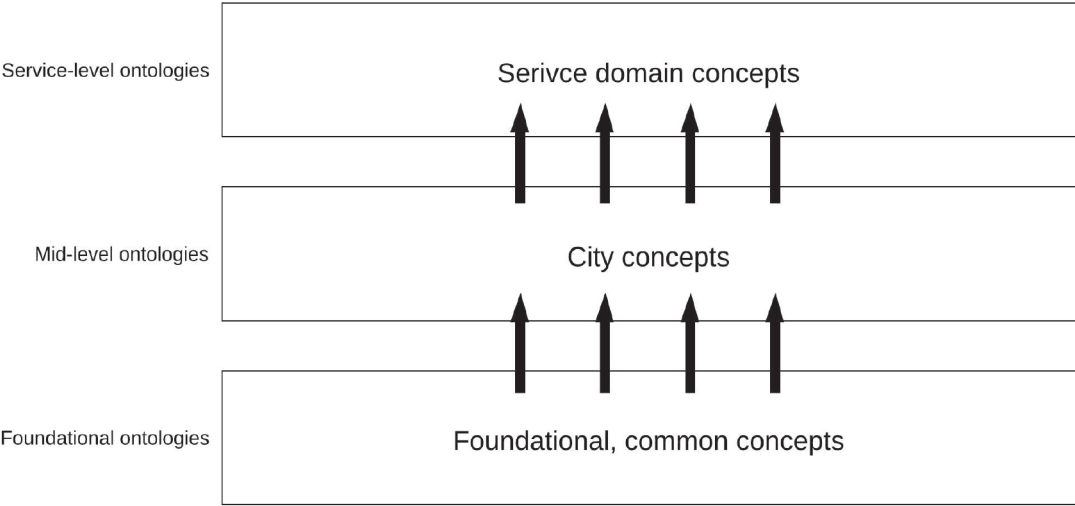 Service-level ontologies
Serivce domain concepts
Mid-level ontologies
City concepts
Foundational ontologies
Foundational, common concepts